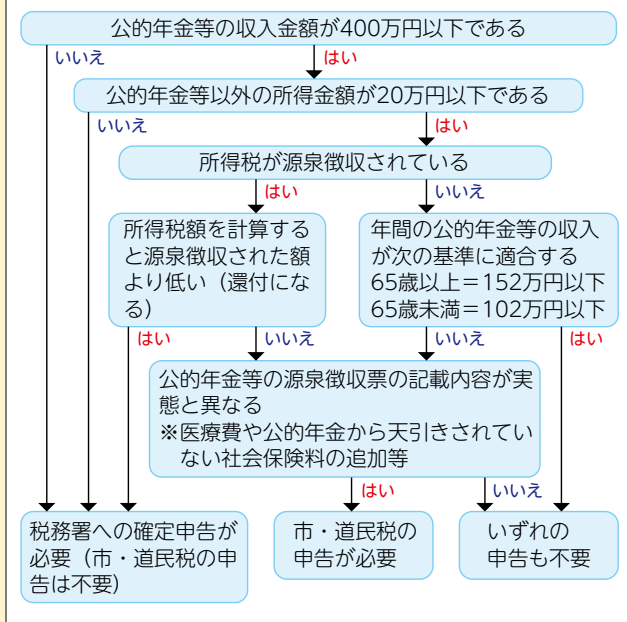 公的年金等の収入金額が400万円以下である
いいえ
はい
公的年金等以外の所得金額が20万円以下である
いいえ
はい
所得税が源泉徴収されている
はい
いいえ
所得税額を計算する
と源泉徴収された額
より低い（還付にな
る）
年間の公的年金等の収入
が次の基準に適合する
65歳以上＝152万円以下
65歳未満＝102万円以下
はい
いいえ
いいえ
はい
公的年金等の源泉徴収票の記載内容が実
態と異なる
※医療費や公的年金から天引きされてい
ない社会保険料の追加等
はい
いいえ
税務署への確定申告が
必要（市・道民税の申
告は不要）
市・道民税の
申告が必要
いずれの
申告も不要